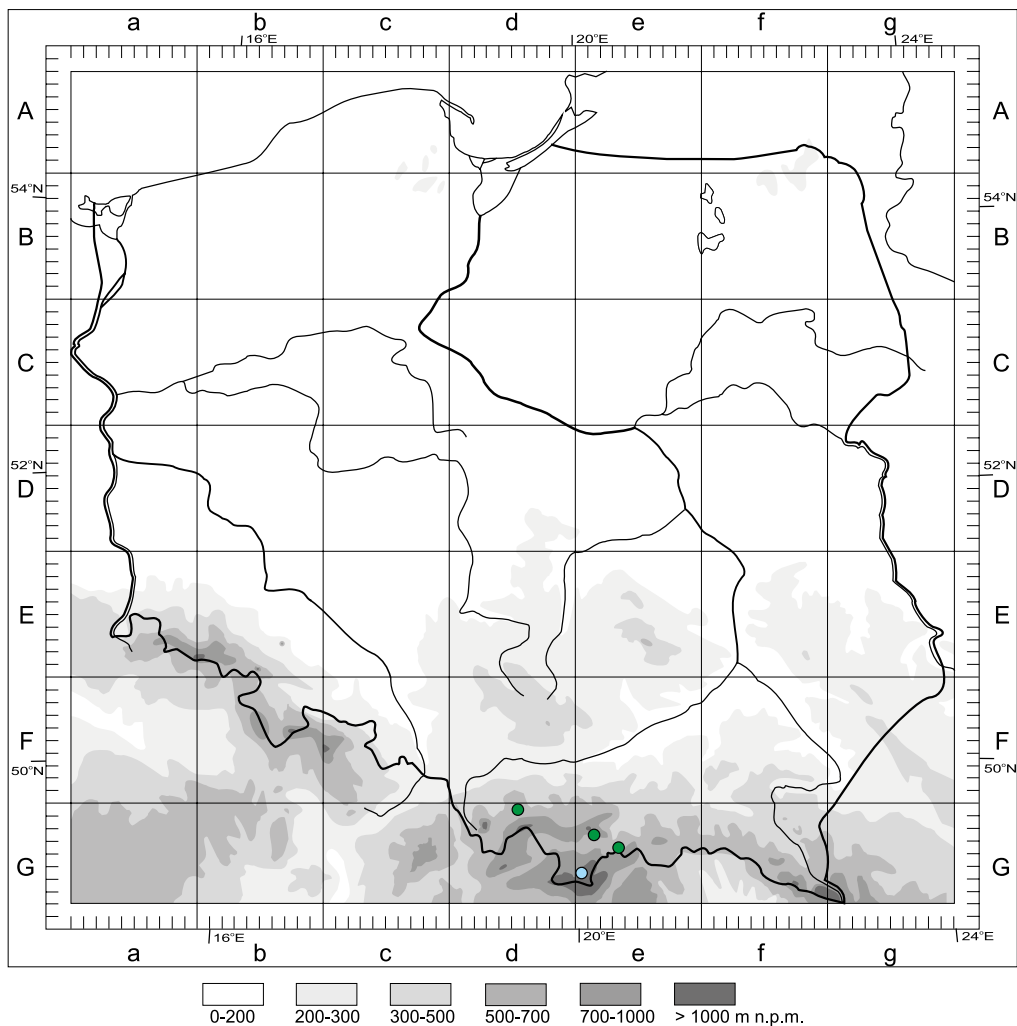 a b c d e f g
16°E 20°E 24°E
A A
54°N 54°N
B B
C C
52°N 52°N
D D
E E
F F
50°N 50°N
G G
16°E 20°E 24°E
a b c d e f g
0-200 200-300 300-500 500-700 700-1000 > 1000 m n.p.m.